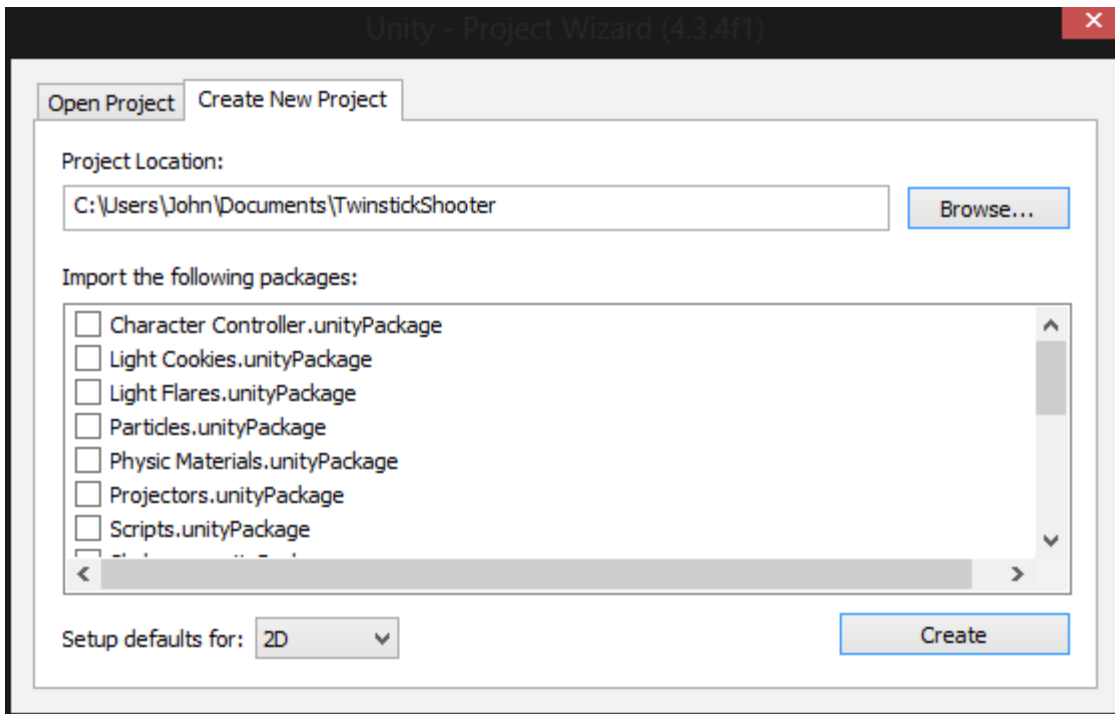 Unity - Project Wizard (4.3.4f1)
Open Project Create New Project
Project Location:
C:\Users\John\Documents\TwinstickShooter Browse...
Import the following packages:
Character Controller.unityPackage
Light Cookies.unityPackage
Light Flares.unityPackage
Particles.unityPackage
Physic Materials.unityPackage
Projectors.unityPackage
Scripts.unityPackage
Setup defaults for: 2D Create